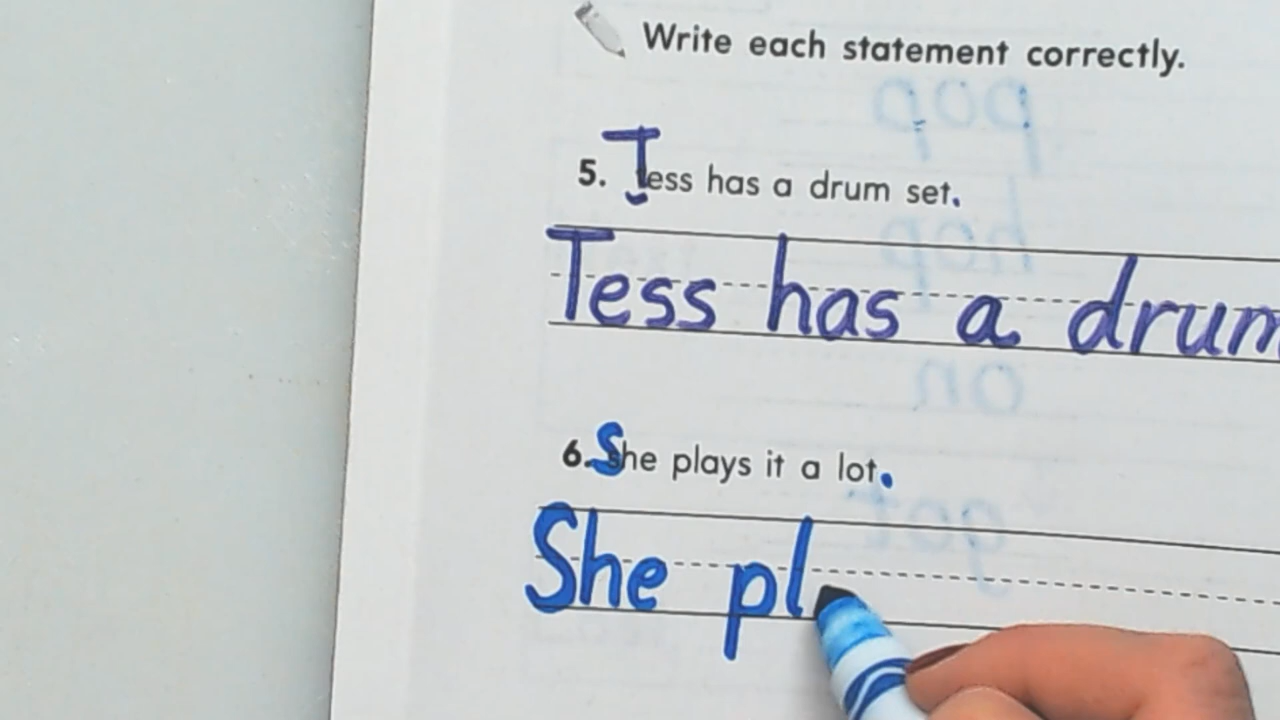 Write each statement correctly.
5. Tess has a drum set.
Tess has a drum
6. She plays it a lot.
She pl